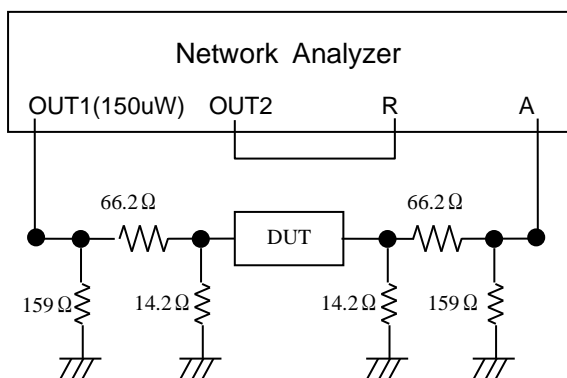 Network Analyzer
OUT1(150uW) OUT2 R A
66.2Ω 66.2Ω
DUT
159Ω 14.2Ω 14.2Ω 159Ω